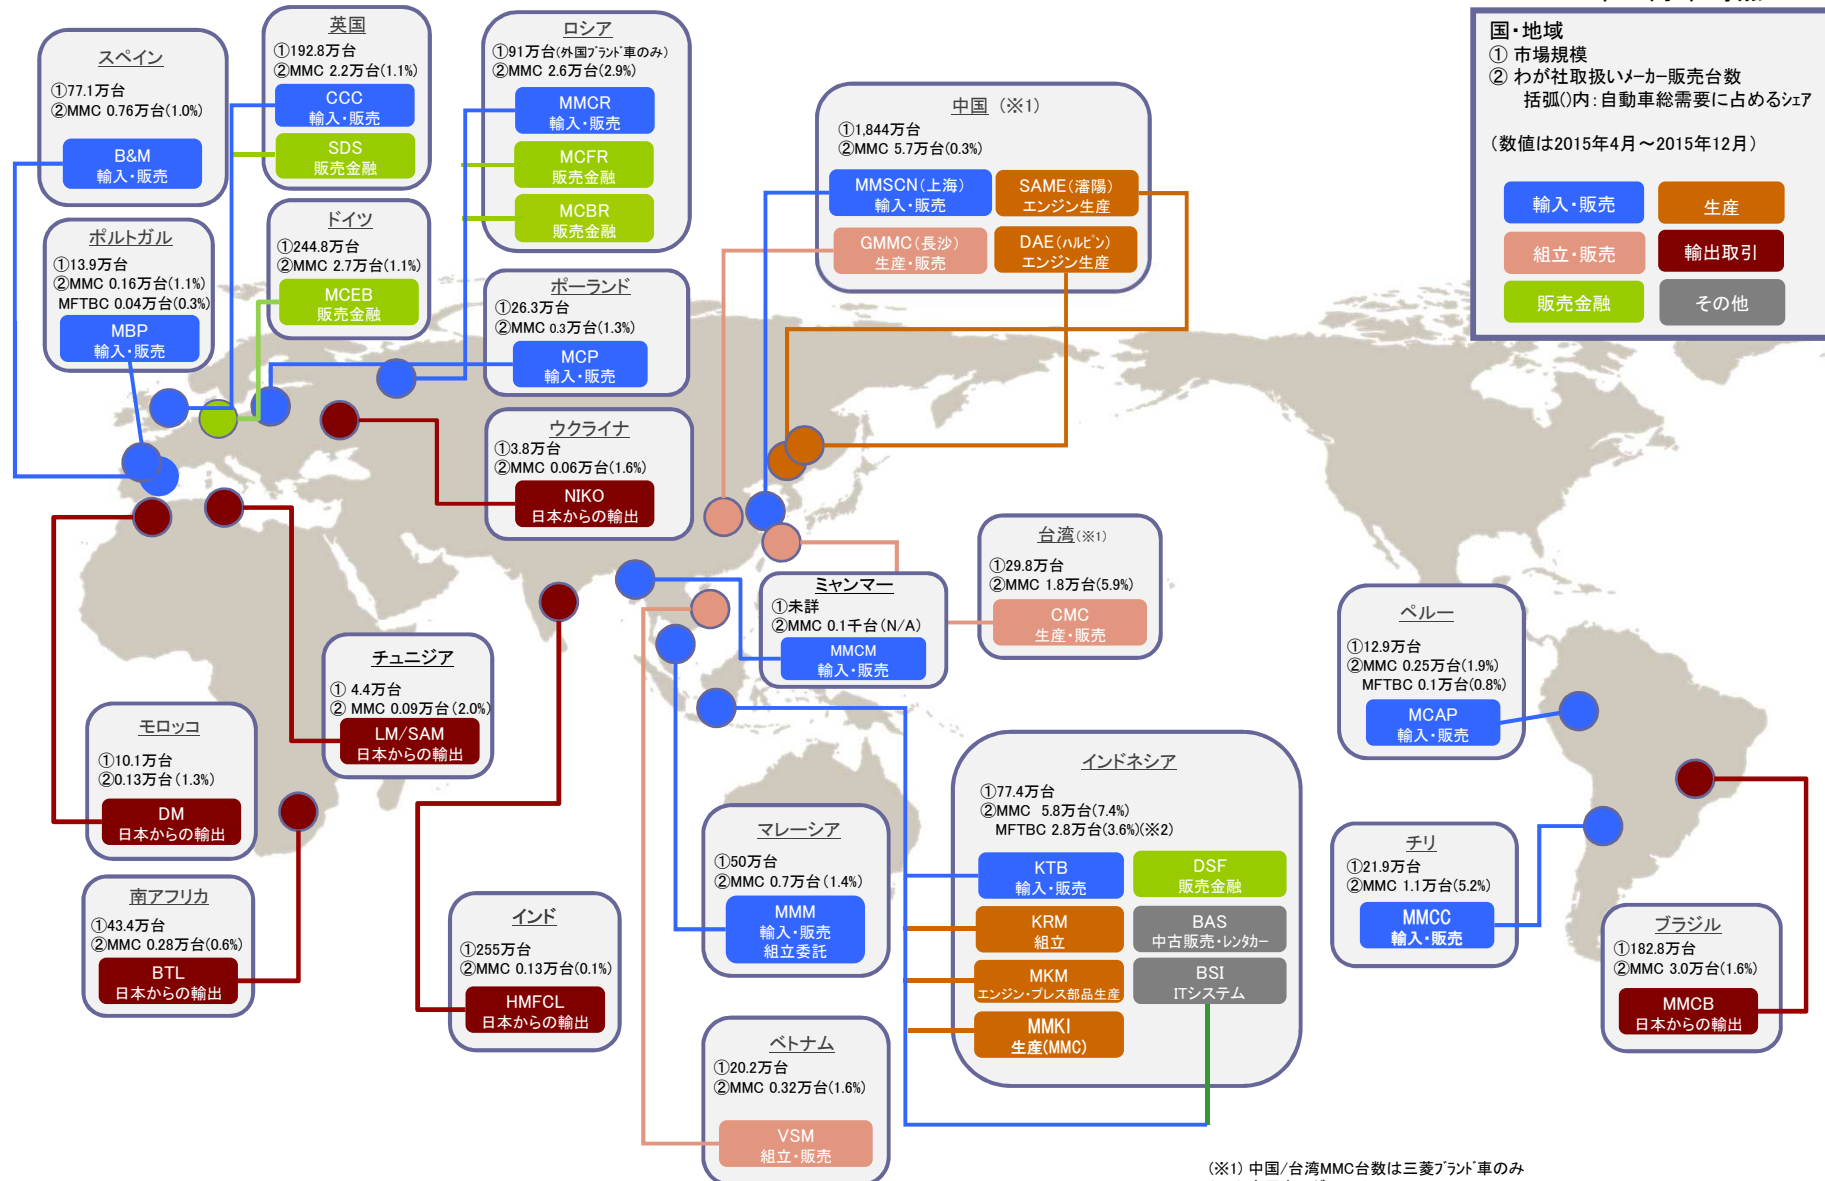 スペイン
①77.1万台
②MMC 0.76万台(1.0%)
B&M
輸入・販売
英国
①192.8万台
②MMC 2.2万台(1.1%)
CCC
輸入・販売
SDS
販売金融
ロシア
①91万台(外国ﾌﾞﾗﾝﾄﾞ車のみ)
②MMC 2.6万台(2.9%)
MMCR
輸入・販売
MCFR
販売金融
MCBR
販売金融
中国 (※1)
①1,844万台
②MMC 5.7万台(0.3%)
MMSCN(上海)
輸入・販売
SAME(瀋陽)
エンジン生産
GMMC(長沙)
生産・販売
DAE(ﾊﾙﾋﾟﾝ)
エンジン生産
国・地域
① 市場規模
② わが社取扱いメーカー販売台数
括弧()内:自動車総需要に占めるシェア
(数値は2015年4月～2015年12月)
輸入・販売
生産
組立・販売
輸出取引
販売金融
その他
ポルトガル
①13.9万台
②MMC 0.16万台(1.1%)
MFTBC 0.04万台(0.3%)
MBP
輸入・販売
ドイツ
①244.8万台
②MMC 2.7万台(1.1%)
MCEB
販売金融
ポーランド
①26.3万台
②MMC 0.3万台(1.3%)
MCP
輸入・販売
ウクライナ
①3.8万台
②MMC 0.06万台(1.6%)
NIKO
日本からの輸出
台湾(※1)
①29.8万台
②MMC 1.8万台(5.9%)
CMC
生産・販売
ミャンマー
①未詳
②MMC 0.1千台(N/A)
MMCM
輸入・販売
ペルー
①12.9万台
②MMC 0.25万台(1.9%)
MFTBC 0.1万台(0.8%)
MCAP
輸入・販売
チュニジア
① 4.4万台
② MMC 0.09万台(2.0%)
LM/SAM
日本からの輸出
モロッコ
①10.1万台
②0.13万台(1.3%)
DM
日本からの輸出
南アフリカ
①43.4万台
②MMC 0.28万台(0.6%)
BTL
日本からの輸出
インド
①255万台
②MMC 0.13万台(0.1%)
HMFCL
日本からの輸出
マレーシア
①50万台
②MMC 0.7万台(1.4%)
MMM
輸入・販売
組立委託
ベトナム
①20.2万台
②MMC 0.32万台(1.6%)
VSM
組立・販売
インドネシア
①77.4万台
②MMC 5.8万台(7.4%)
MFTBC 2.8万台(3.6%)(※2)
KTB
輸入・販売
DSF
販売金融
KRM
組立
BAS
中古販売・ﾚﾝﾀｶｰ
MKM
エンジン・プレス部品生産
BSI
ITシステム
MMKI
生産(MMC)
チリ
①21.9万台
②MMC 1.1万台(5.2%)
MMCC
輸入・販売
ブラジル
①182.8万台
②MMC 3.0万台(1.6%)
MMCB
日本からの輸出
(※1) 中国/台湾MMC台数は三菱ﾌﾞﾗﾝﾄﾞ車のみ